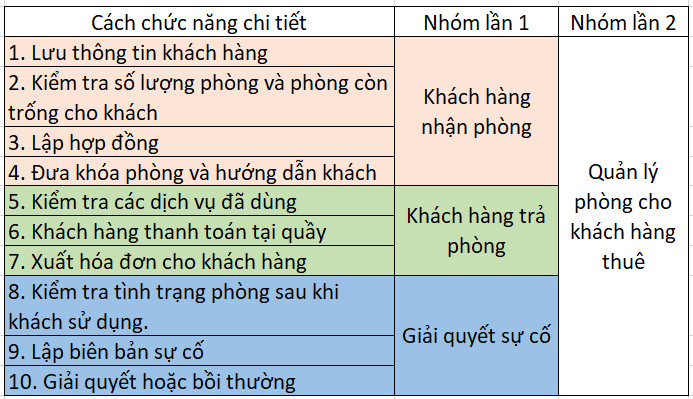 Cách chức năng chi tiết
Nhóm lần 1
Nhóm lần 2
1. Lưu thông tin khách hàng
2. Kiểm tra số lượng phòng và phòng còn
trống cho khách
3. Lập hợp đồng
4. Đưa khóa phòng và hướng dẫn khách
Khách hàng
nhận phòng
5. Kiểm tra các dịch vụ đã dùng
6. Khách hàng thanh toán tại quầy
7. Xuất hóa đơn cho khách hàng
Khách hàng trả
phòng
8. Kiểm tra tình trạng phòng sau khi
khách sử dụng.
9. Lập biên bản sự cố
10. Giải quyết hoặc bồi thường
Giải quyết sự cố
Quản lý
phòng cho
khách hàng
thuê